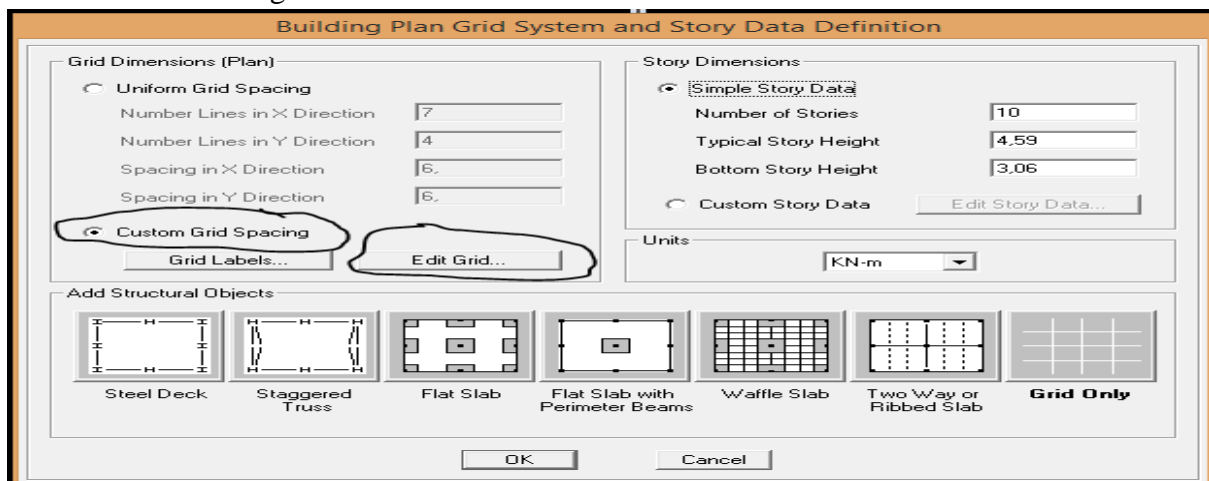 Building Plan Grid System and Story Data Definition
Grid Dimensions (Plan)
Uniform Grid Spacing
Number Lines in X Direction 7
Number Lines in Y Direction 4
Spacing in X Direction 6,
Spacing in Y Direction 6,
Custom Grid Spacing
Grid Labels... Edit Grid...
Story Dimensions
Simple Story Data
Number of Stories 10
Typical Story Height 4,59
Bottom Story Height 3,06
Custom Story Data Edit Story Data...
Units
KN-m
Add Structural Objects
Steel Deck
Staggered
Truss
Flat Slab
Flat Slab with
Perimeter Beams
Waffle Slab
Two Way or
Ribbed Slab
Grid Only
OK Cancel